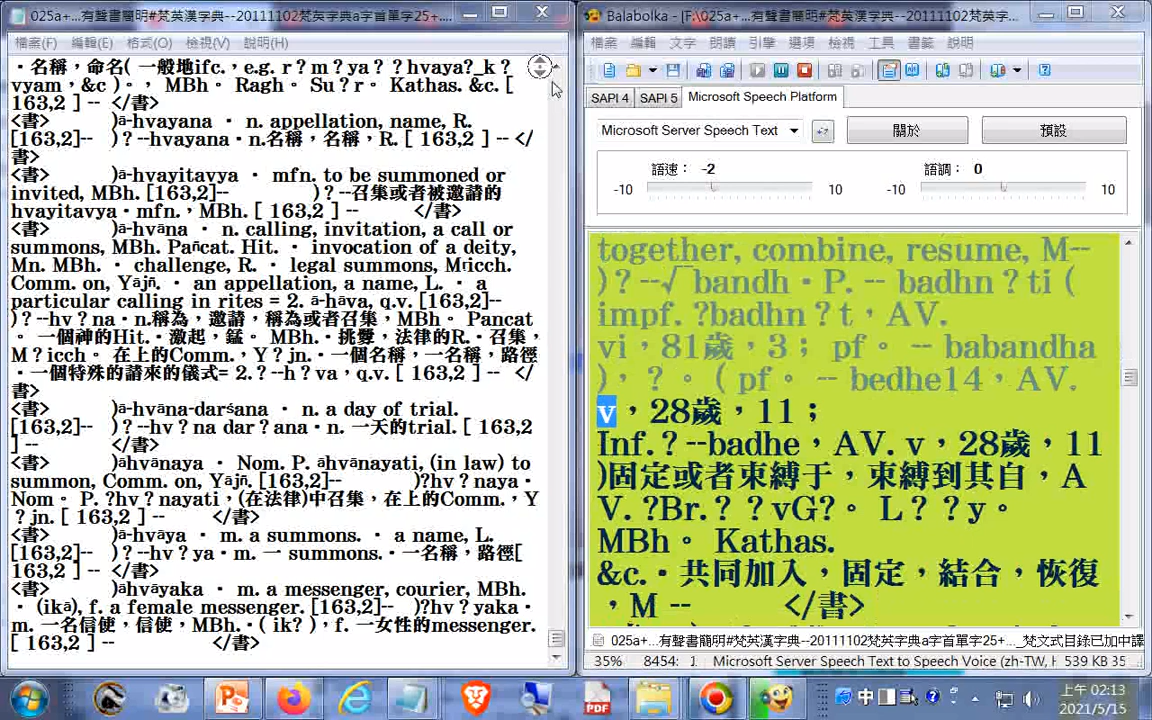 025a+...有聲書簡明#梵英漢字典--20111102梵英字典a字首單字25+...
檔案(F) 編輯(E) 格式(O) 檢視(V) 說明(H)
‧名稱，命名( 一般地ifc.，e.g. r？m？ya？？hvaya?_k？
vyam，&c )。， MBh。 Ragh。 Su？r。 Kathas. &c. [
163,2 ] -- </書>
<書> )ā-hvayana ‧ n. appellation, name, R.
[163,2]-- )？--hvayana‧n.名稱，名稱，R. [ 163,2 ] -- </
書>
<書> )ā-hvayitavya ‧ mfn. to be summoned or
invited, MBh. [163,2]-- )？--召集或者被邀請的
hvayitavya‧mfn.，MBh. [ 163,2 ] -- </書>
<書> )ā-hvāna ‧ n. calling, invitation, a call or
summons, MBh. Pañcat. Hit. ‧ invocation of a deity,
Mn. MBh. ‧ challenge, R. ‧ legal summons, Mṛicch.
Comm. on, Yājñ. ‧ an appellation, a name, L. ‧ a
particular calling in rites = 2. ā-hāva, q.v. [163,2]--
)？--hv？na‧n.稱為，邀請，稱為或者召集，MBh。 Pancat
。 一個神的Hit.‧激起，錳。 MBh.‧挑釁，法律的R.‧召集，
M？icch。 在上的Comm.，Y？jn.‧一個名稱，一名稱，路徑
‧一個特殊的請來的儀式= 2.？--h？va，q.v. [ 163,2 ] -- </
書>
<書> )ā-hvāna-darśana ‧ n. a day of trial.
[163,2]-- )？--hv？na dar？ana‧n. 一天的trial. [ 163,2
] -- </書>
<書> )āhvānaya ‧ Nom. P. āhvānayati, (in law) to
summon, Comm. on, Yājñ. [163,2]-- )?hv？naya‧
Nom。 P. ?hv？nayati，(在法律)中召集，在上的Comm.，Y
？jn. [ 163,2 ] -- </書>
<書> )ā-hvāya ‧ m. a summons. ‧ a name, L.
[163,2]-- )？--hv？ya‧m. 一 summons.‧一名稱，路徑[
163,2 ] -- </書>
<書> )āhvāyaka ‧ m. a messenger, courier, MBh.
‧ (ikā), f. a female messenger. [163,2]-- )?hv？yaka‧
m. 一名信使，信使，MBh.‧( ik? )，f. 一女性的messenger.
[ 163,2 ] -- </書>
Balabolka - [F:\025a+...有聲書簡明#梵英漢字典--20111102梵英字...
檔案 編輯 文字 朗讀 引擎 選項 檢視 工具 書籤 說明
SAPI 4 SAPI 5 Microsoft Speech Platform
Microsoft Server Speech Text 關於 預設
語速： -2 語調： 0
-10 10 -10 10
together, combine, resume, M--
)？--√¯bandh‧P. -- badhn？ti (
impf. ?badhn？t，AV.
vi，81歲，3； pf。 -- babandha
)，？。( pf。 -- bedhe14，AV.
v，28歲，11；
Inf.？--badhe，AV. v，28歲，11
)固定或者束縛于，束縛到其自，A
V. ?Br.？？vG?。 L？？y。
MBh。 Kathas.
&c.‧共同加入，固定，結合，恢復
，M -- </書>
025a+...有聲書簡明#梵英漢字典--20111102梵英字典a字首單字25+..._梵文式目錄已加中譯
35% 8454: 1. Microsoft Server Speech Text to Speech Voice (zh-TW, H 539 KB 35
中
上午 02:13
2021/5/15